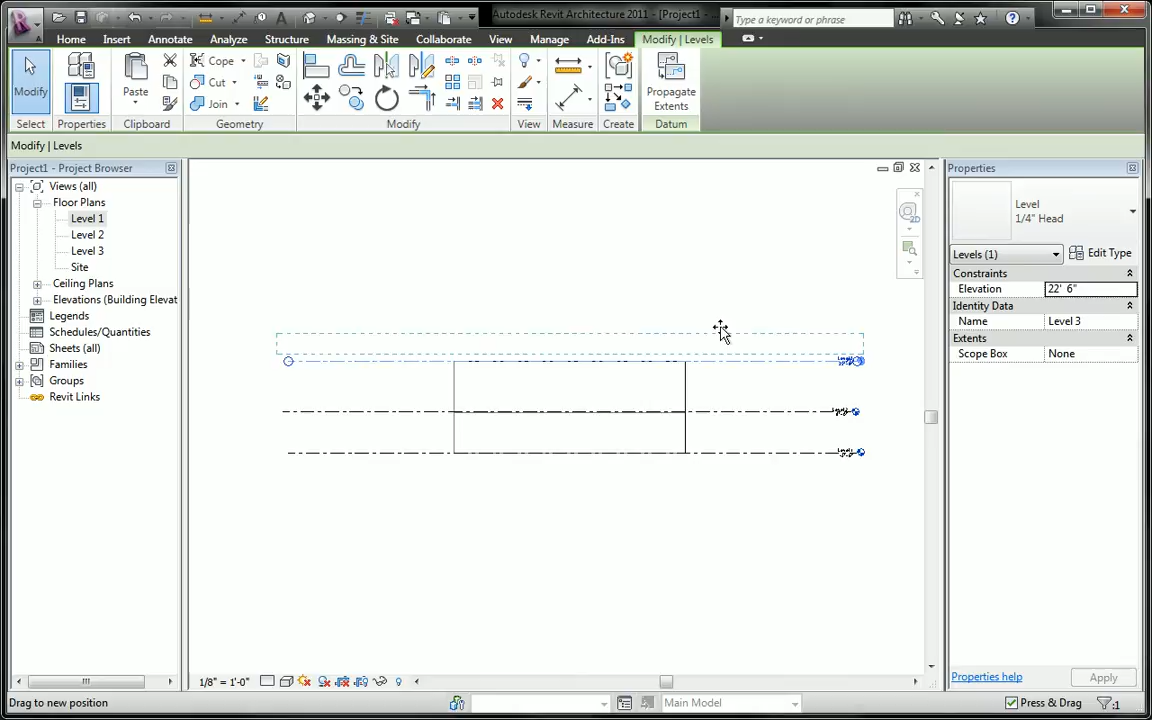 Autodesk Revit Architecture 2011 - [Project1 - ...
Type a keyword or phrase
Home Insert Annotate Analyze Structure Massing & Site Collaborate View Manage Add-Ins Modify | Levels
Modify
Paste
Cope
Cut
Join
Propagate
Extents
Select Properties Clipboard Geometry Modify View Measure Create Datum
Modify | Levels
Project1 - Project Browser
Views (all)
Floor Plans
Level 1
Level 2
Level 3
Site
Ceiling Plans
Elevations (Building Elevat
Legends
Schedules/Quantities
Sheets (all)
Families
Groups
Revit Links
2D
Properties
Level
1/4" Head
Levels (1)
Edit Type
Constraints
Elevation 22' 6"
Identity Data
Name Level 3
Extents
Scope Box None
Properties help
Apply
1/8" = 1'-0"
Drag to new position
Main Model
Press & Drag
:1